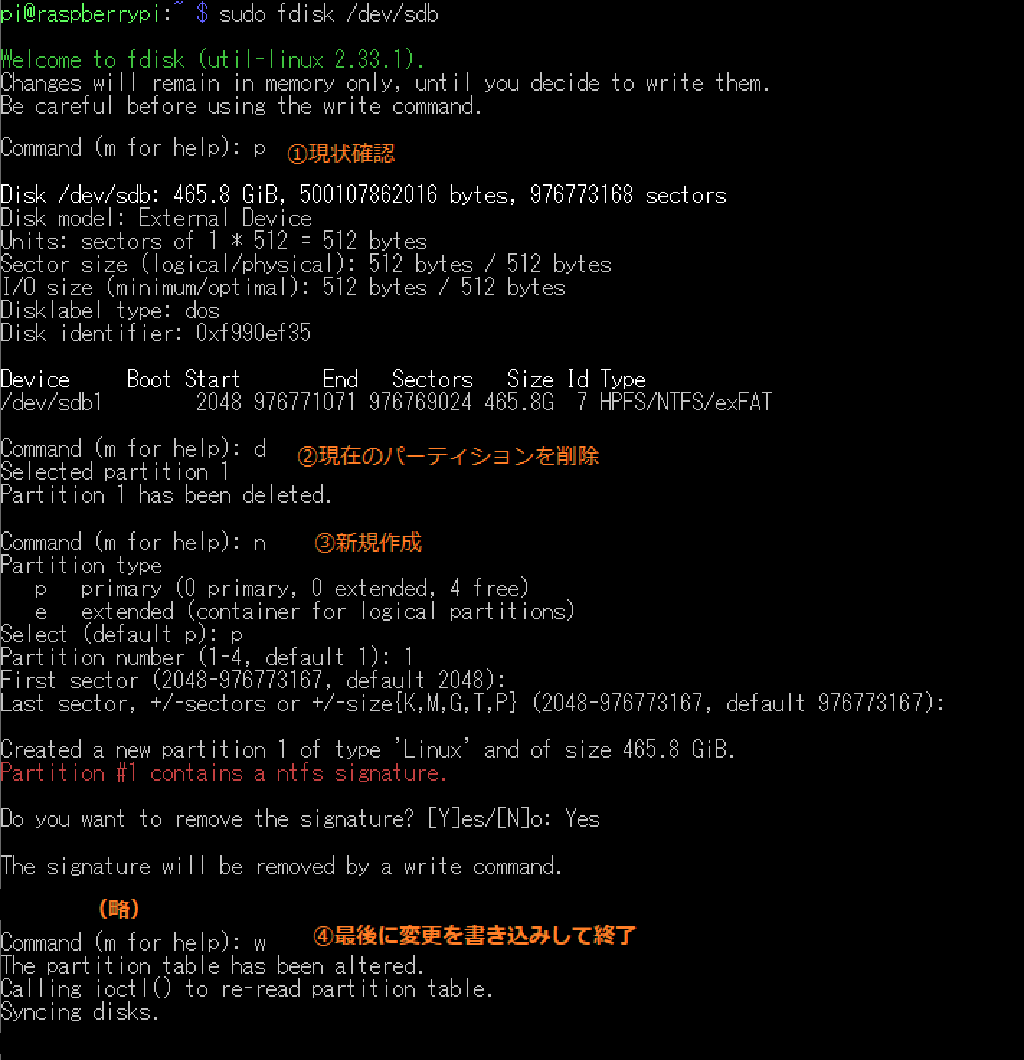 pi@raspberrypi:~ $ sudo fdisk /dev/sdb
Welcome to fdisk (util-linux 2.33.1).
Changes will remain in memory only, until you decide to write them.
Be careful before using the write command.
Command (m for help): p ①現状確認
Disk /dev/sdb: 465.8 GiB, 500107862016 bytes, 976773168 sectors
Disk model: External Device
Units: sectors of 1 * 512 = 512 bytes
Sector size (logical/physical): 512 bytes / 512 bytes
I/O size (minimum/optimal): 512 bytes / 512 bytes
Disklabel type: dos
Disk identifier: 0xf990ef35
Device Boot Start End Sectors Size Id Type
/dev/sdb1 2048 976771071 976769024 465.8G 7 HPFS/NTFS/exFAT
Command (m for help): d ②現在のパーティションを削除
Selected partition 1
Partition 1 has been deleted.
Command (m for help): n ③新規作成
Partition type
p primary (0 primary, 0 extended, 4 free)
e extended (container for logical partitions)
Select (default p): p
Partition number (1-4, default 1): 1
First sector (2048-976773167, default 2048):
Last sector, +/-sectors or +/-size{K,M,G,T,P} (2048-976773167, default 976773167):
Created a new partition 1 of type 'Linux' and of size 465.8 GiB.
Partition #1 contains a ntfs signature.
Do you want to remove the signature? [Y]es/[N]o: Yes
The signature will be removed by a write command.
（略）
Command (m for help): w ④最後に変更を書き込みして終了
The partition table has been altered.
Calling ioctl() to re-read partition table.
Syncing disks.